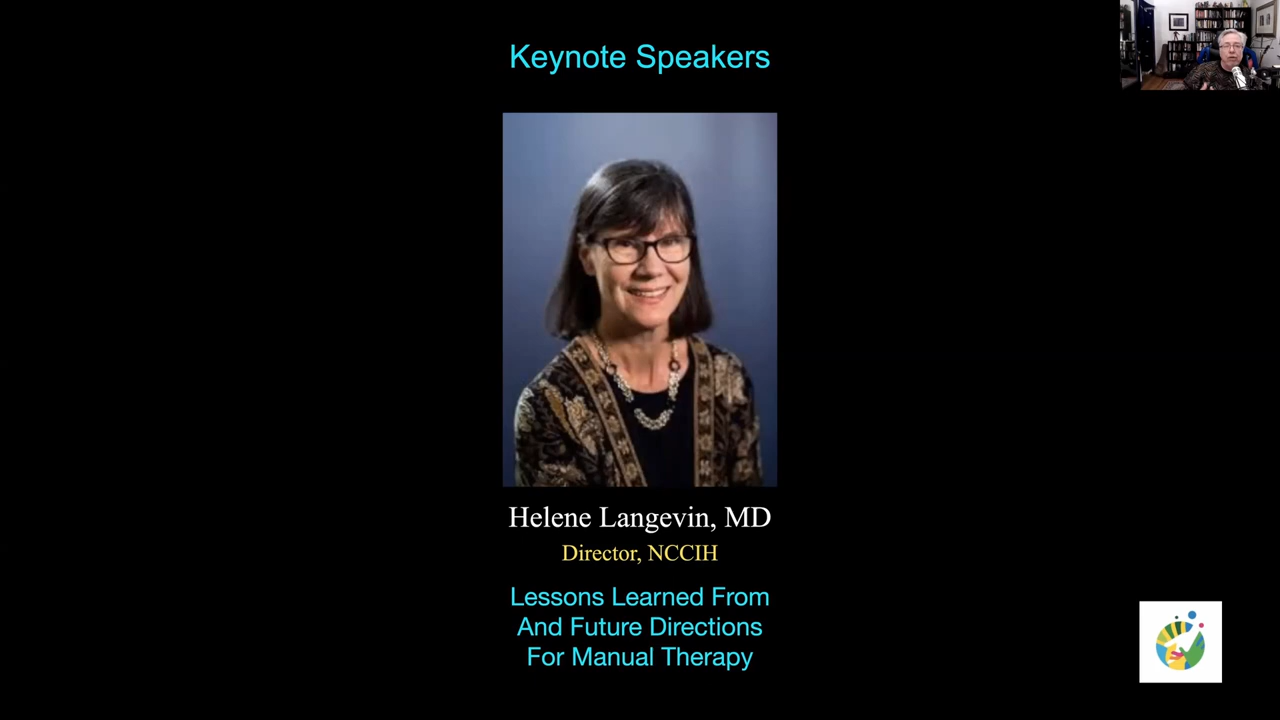 Keynote Speakers
Helene Langevin, MD
Director, NCCIH
Lessons Learned From
And Future Directions
For Manual Therapy